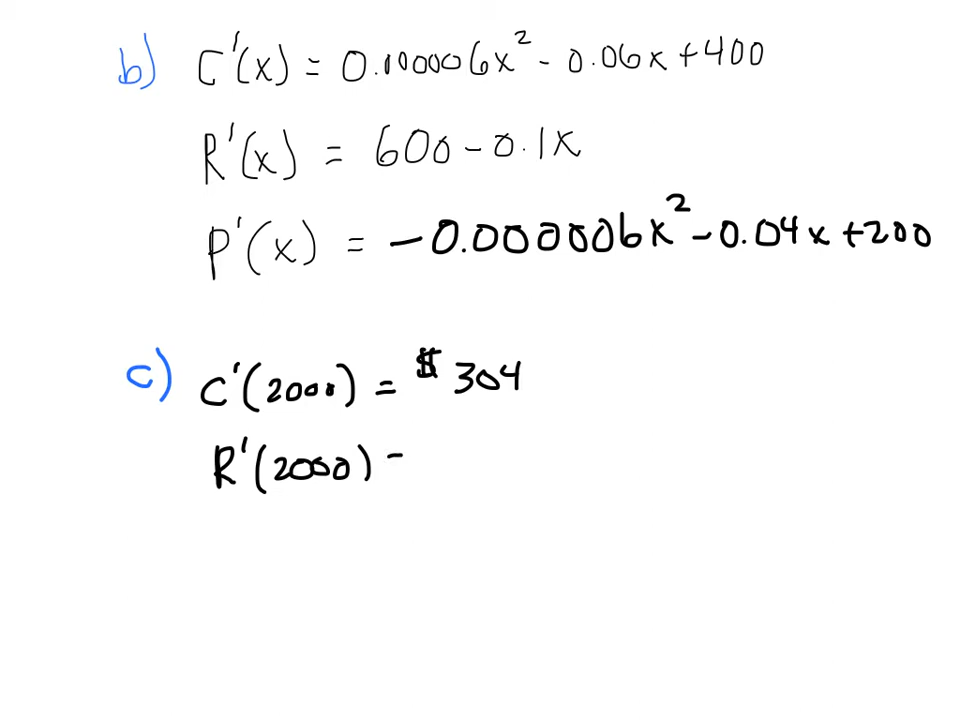 b) C'(x) = 0.000006x² - 0.06x + 400
R'(x) = 600 - 0.1x
P'(x) = -0.000006x² - 0.04x + 200
c) C'(2000) = $304
R'(2000) -